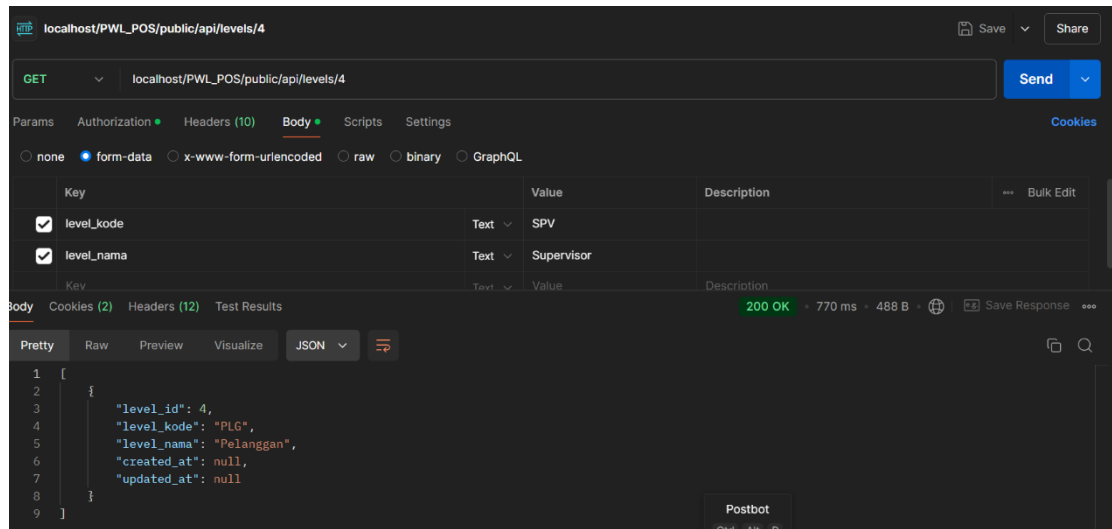 HTTP localhost/PWL_POS/public/api/levels/4 Save Share
GET localhost/PWL_POS/public/api/levels/4 Send
Params Authorization Headers (10) Body Scripts Settings Cookies
none form-data x-www-form-urlencoded raw binary GraphQL
Key Value Description Bulk Edit
level_kode Text SPV
level_nama Text Supervisor
Key Text Value Description
Body Cookies (2) Headers (12) Test Results 200 OK 770 ms 488 B Save Response
Pretty Raw Preview Visualize JSON
1 [
2 {
3 "level_id": 4,
4 "level_kode": "PLG",
5 "level_nama": "Pelanggan",
6 "created_at": null,
7 "updated_at": null
8 }
9 ]
Postbot